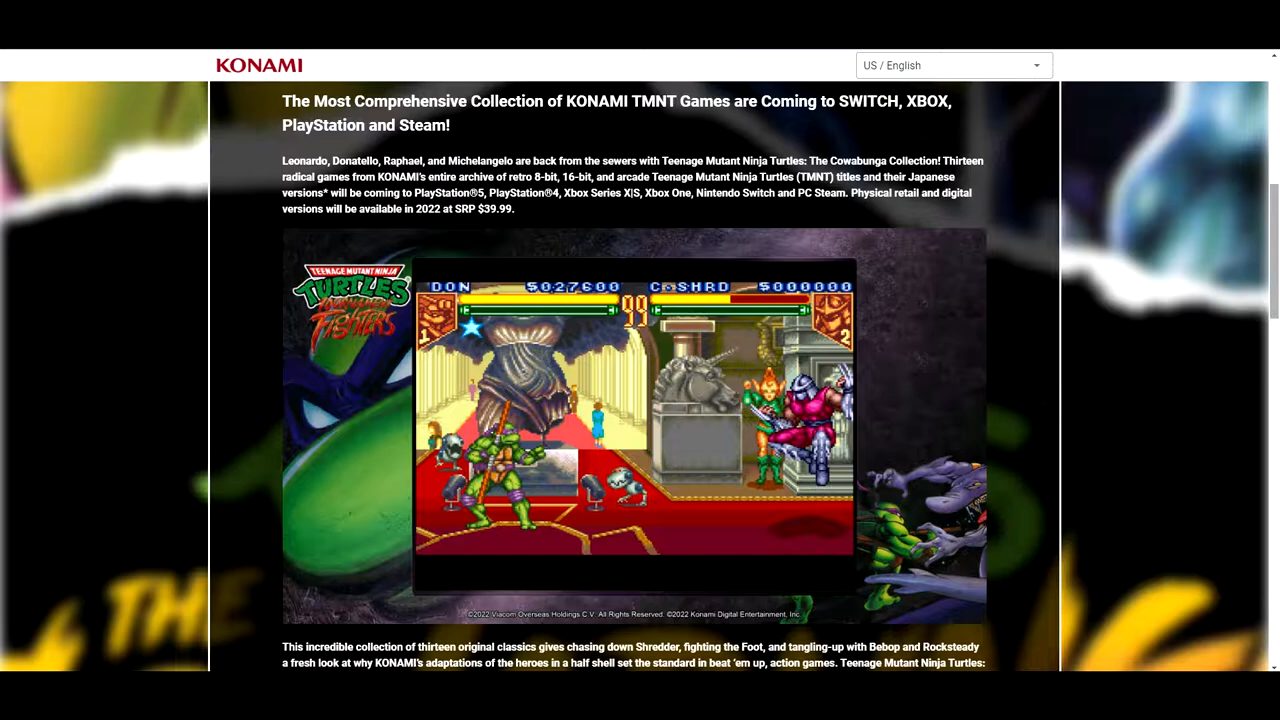 KONAMI
US / English
The Most Comprehensive Collection of KONAMI TMNT Games are Coming to SWITCH, XBOX,
PlayStation and Steam!
Leonardo, Donatello, Raphael, and Michelangelo are back from the sewers with Teenage Mutant Ninja Turtles: The Cowabunga Collection! Thirteen
radical games from KONAMI's entire archive of retro 8-bit, 16-bit, and arcade Teenage Mutant Ninja Turtles (TMNT) titles and their Japanese
versions* will be coming to PlayStation®5, PlayStation®4, Xbox Series X|S, Xbox One, Nintendo Switch and PC Steam. Physical retail and digital
versions will be available in 2022 at SRP $39.99.
TEENAGE MUTANT NINJA
TURTLES
TOURNAMENT
FIGHTERS
DON 5027600 99 C★SHRD 5000000
1 2
©2022 Viacom Overseas Holdings C.V. All Rights Reserved. ©2022 Konami Digital Entertainment, Inc.
THE
This incredible collection of thirteen original classics gives chasing down Shredder, fighting the Foot, and tangling-up with Bebop and Rocksteady
a fresh look at why KONAMI's adaptations of the heroes in a half shell set the standard in beat 'em up, action games. Teenage Mutant Ninja Turtles: